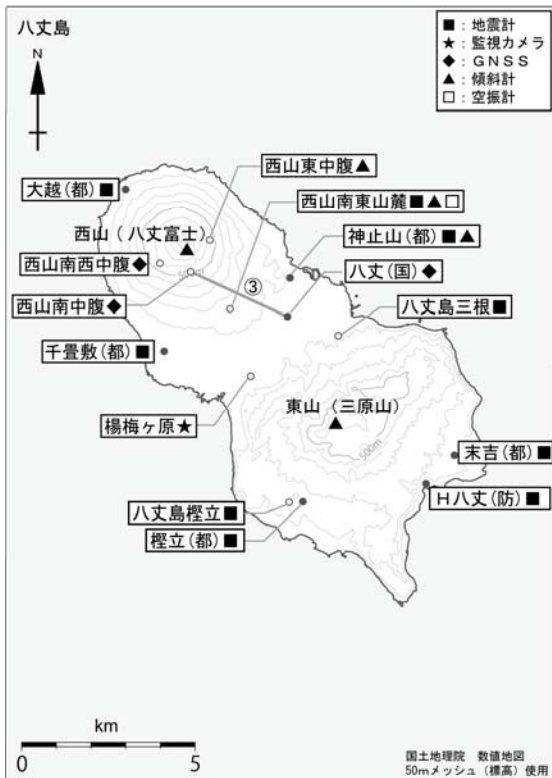 八丈島
N
■：地震計
★：監視カメラ
◆：ＧＮＳＳ
▲：傾斜計
□：空振計
西山東中腹▲
大越(都)■
西山南東山麓■▲□
西山（八丈富士）
神止山(都)■▲
西山南西中腹◆
八丈(国)◆
③
西山南中腹◆
八丈島三根■
千畳敷(都)■
東山（三原山）
楊梅ヶ原★
500m
末吉(都)■
Ｈ八丈(防)■
八丈島樫立■
樫立(都)■
km
0 5
国土地理院　数値地図
50mメッシュ（標高）使用